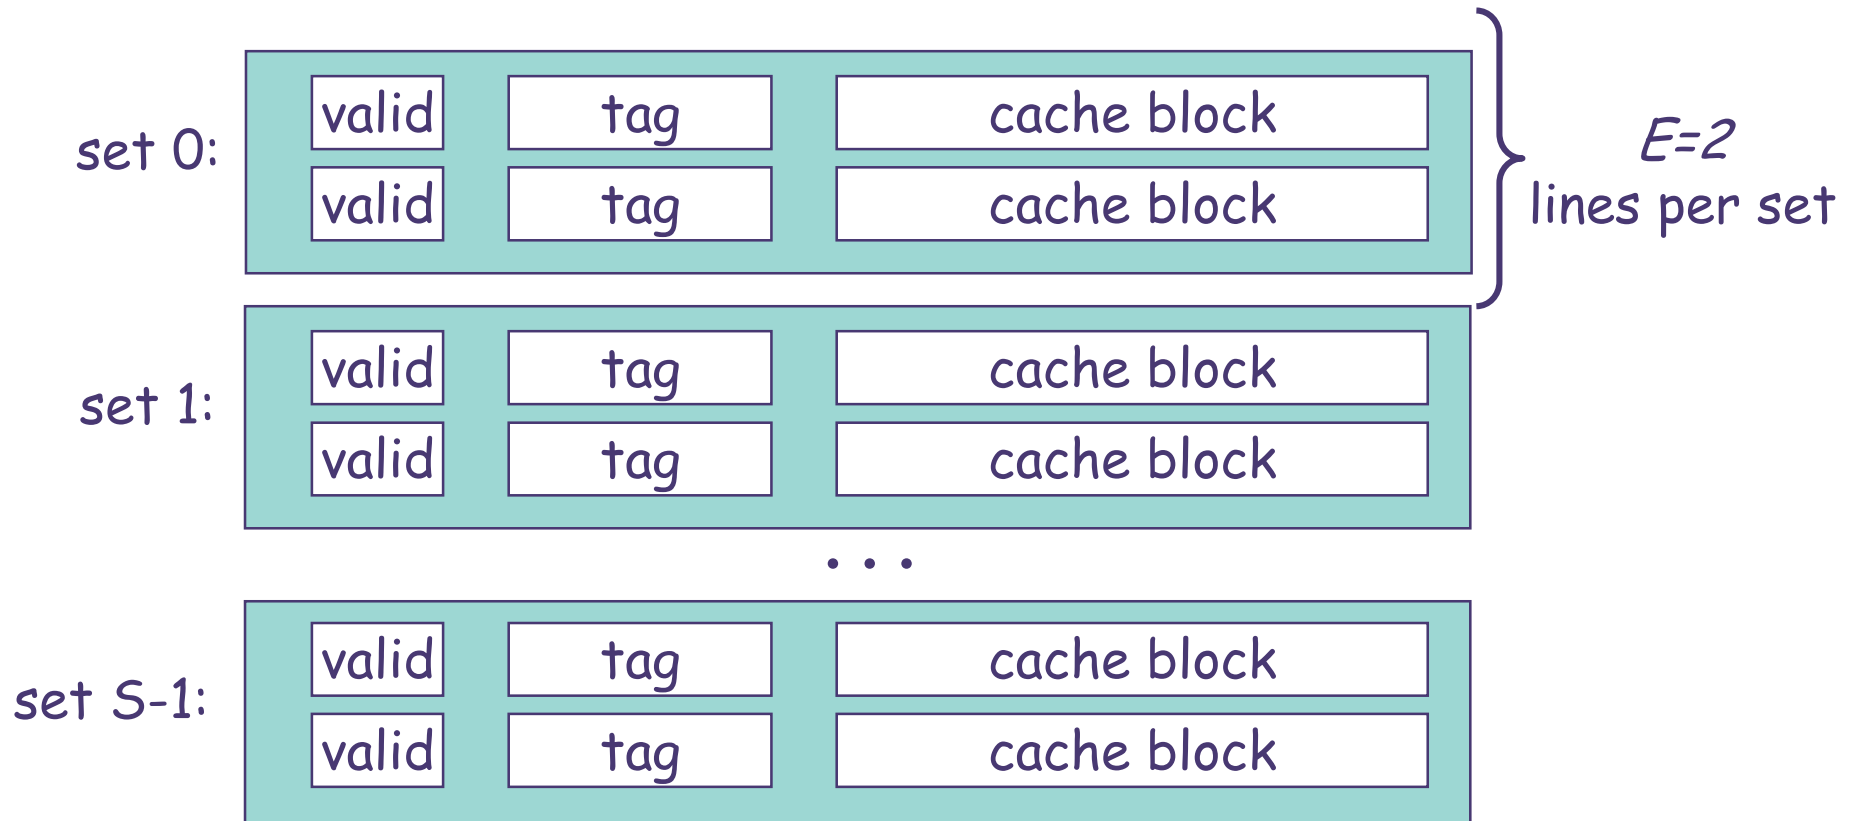 set 0:
valid tag cache block
valid tag cache block
E=2
lines per set
set 1:
valid tag cache block
valid tag cache block
...
set S-1:
valid tag cache block
valid tag cache block